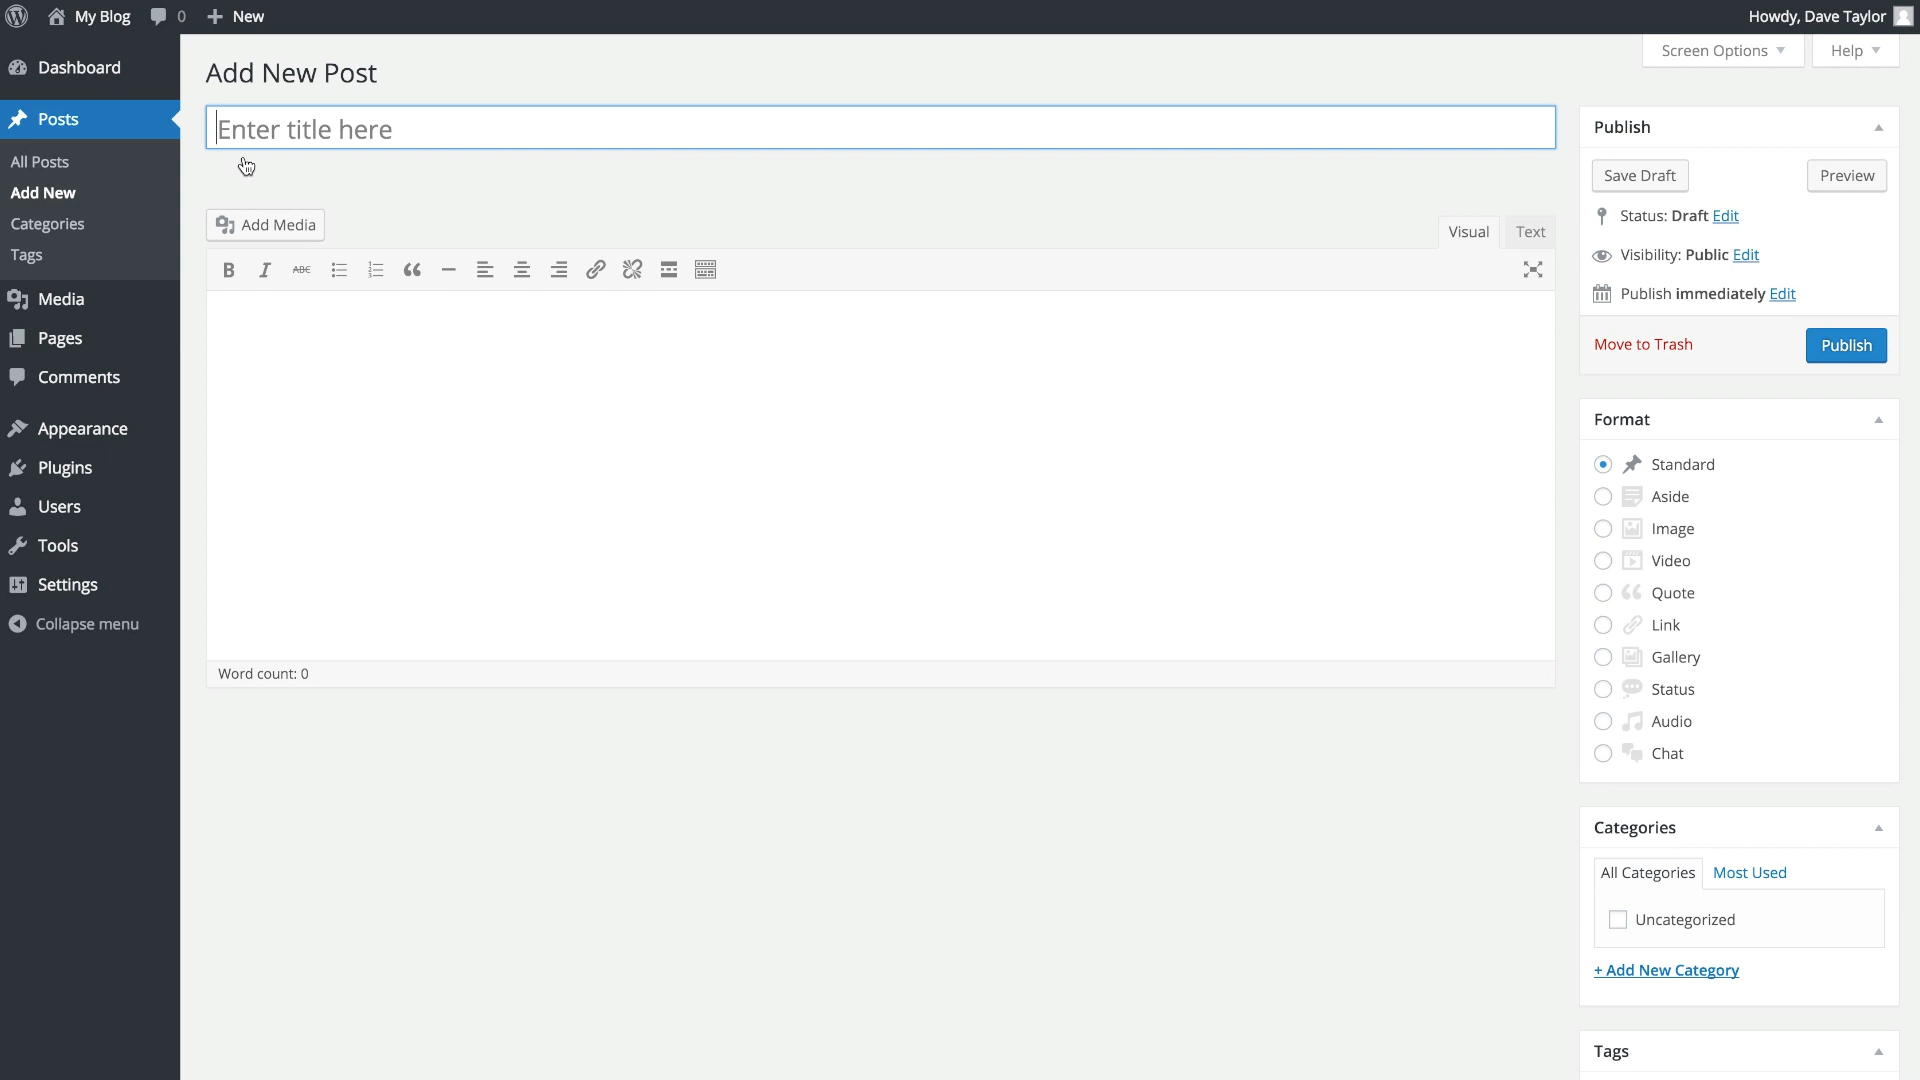 My Blog 0 New Howdy, Dave Taylor
Screen Options Help
Dashboard
Posts
All Posts
Add New
Categories
Tags
Media
Pages
Comments
Appearance
Plugins
Users
Tools
Settings
Collapse menu
Add New Post
Enter title here
Add Media
Visual Text
B I ABC
Word count: 0
Publish
Save Draft Preview
Status: Draft Edit
Visibility: Public Edit
Publish immediately Edit
Move to Trash Publish
Format
Standard
Aside
Image
Video
Quote
Link
Gallery
Status
Audio
Chat
Categories
All Categories Most Used
Uncategorized
+ Add New Category
Tags